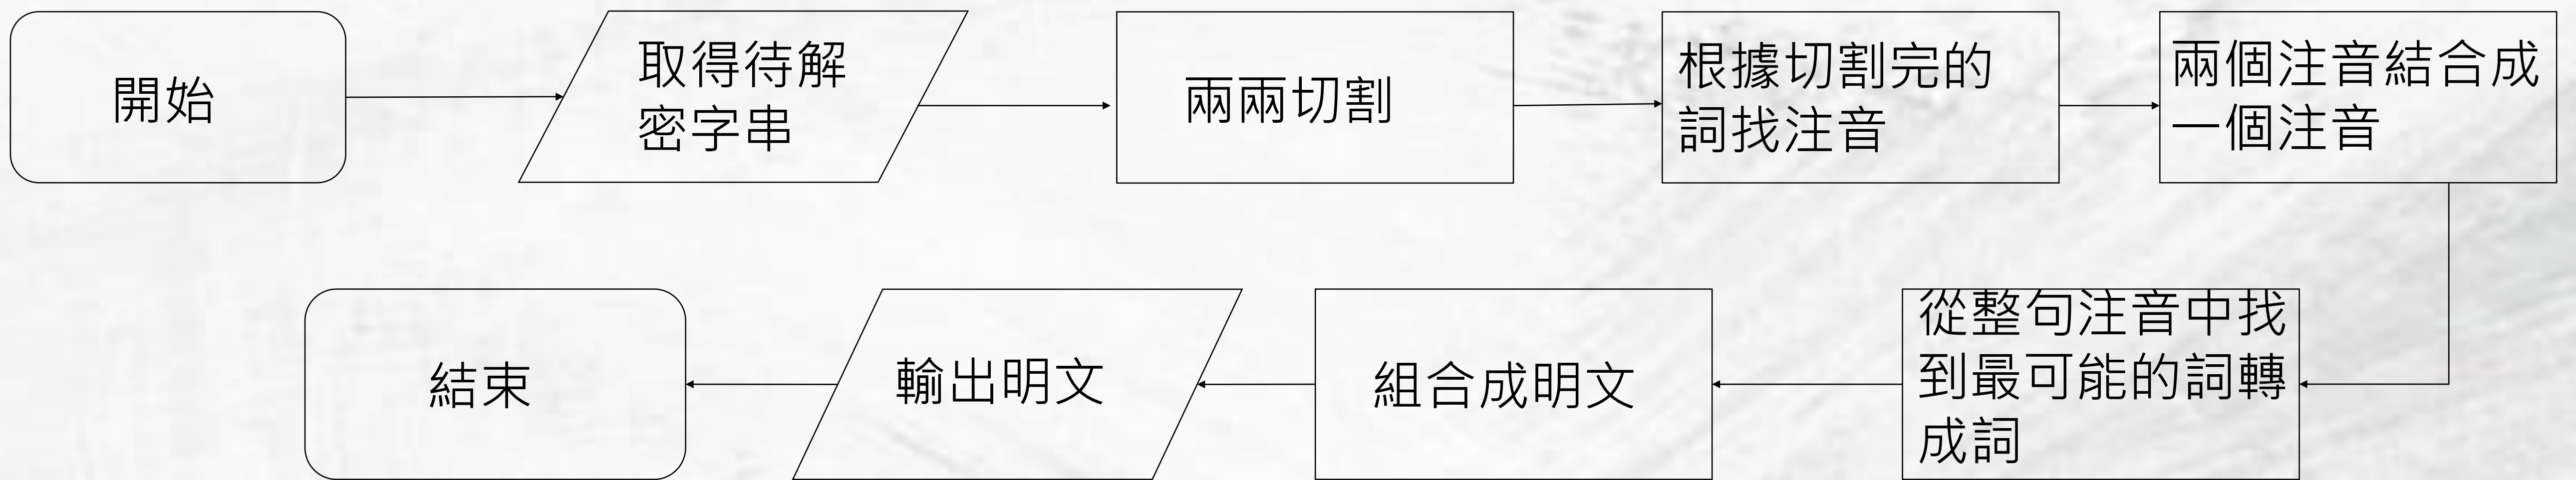 開始
取得待解
密字串
兩兩切割
根據切割完的
詞找注音
兩個注音結合成
一個注音
從整句注音中找
到最可能的詞轉
成詞
組合成明文
輸出明文
結束